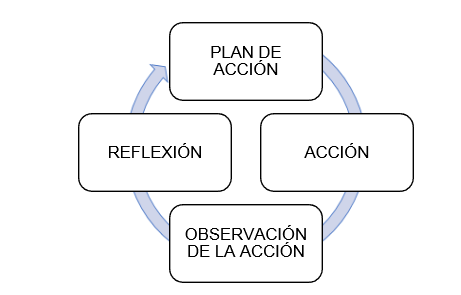 PLAN DE
ACCIÓN
REFLEXIÓN
ACCIÓN
OBSERVACIÓN
DE LA ACCIÓN